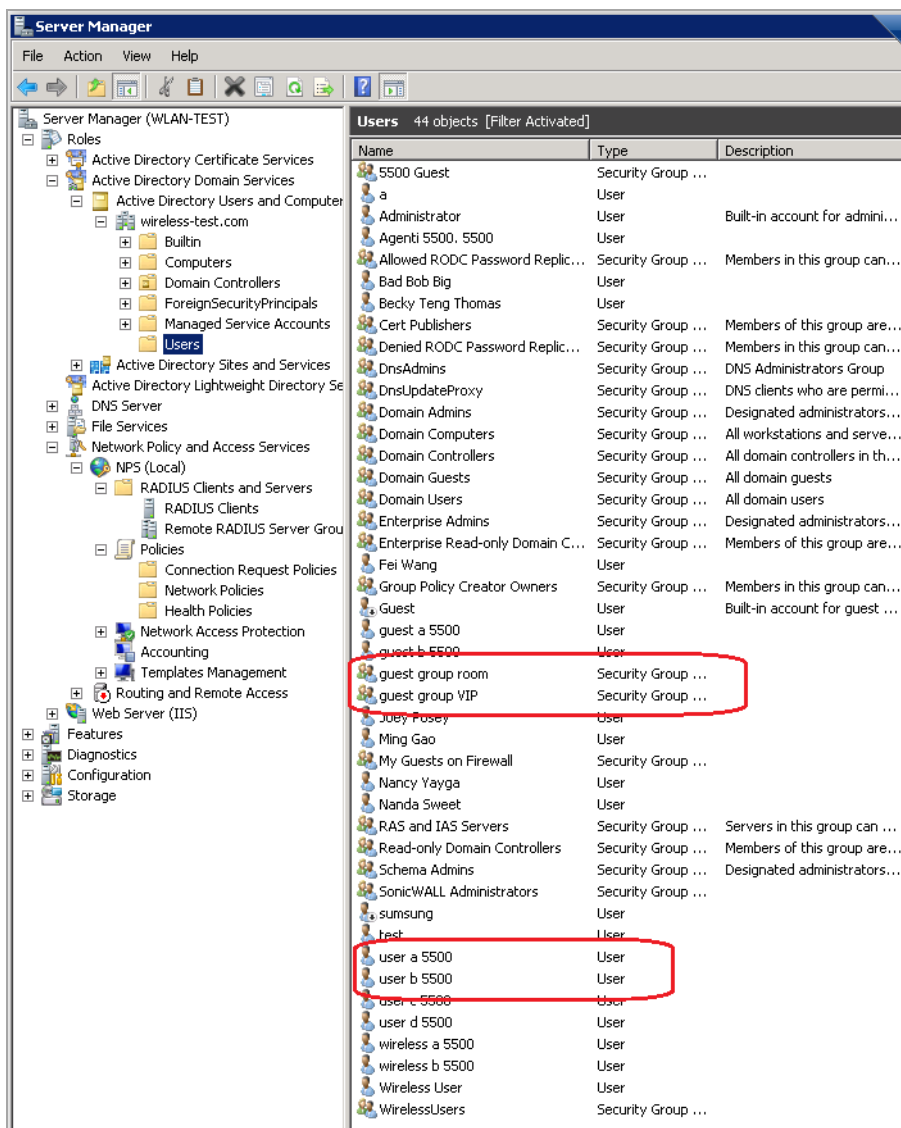 Server Manager
File Action View Help
Server Manager (WLAN-TEST)
Roles
Active Directory Certificate Services
Active Directory Domain Services
Active Directory Users and Computer
wireless-test.com
Builtin
Computers
Domain Controllers
ForeignSecurityPrincipals
Managed Service Accounts
Users
Active Directory Sites and Services
Active Directory Lightweight Directory Se
DNS Server
File Services
Network Policy and Access Services
NPS (Local)
RADIUS Clients and Servers
RADIUS Clients
Remote RADIUS Server Grou
Policies
Connection Request Policies
Network Policies
Health Policies
Network Access Protection
Accounting
Templates Management
Routing and Remote Access
Web Server (IIS)
Features
Diagnostics
Configuration
Storage
Users 44 objects [Filter Activated]
Name Type Description
5500 Guest Security Group ...
a User
Administrator User Built-in account for admini...
Agenti 5500. 5500 User
Allowed RODC Password Replic... Security Group ... Members in this group can...
Bad Bob Big User
Becky Teng Thomas User
Cert Publishers Security Group ... Members of this group are...
Denied RODC Password Replic... Security Group ... Members in this group can...
DnsAdmins Security Group ... DNS Administrators Group
DnsUpdateProxy Security Group ... DNS clients who are permi...
Domain Admins Security Group ... Designated administrators...
Domain Computers Security Group ... All workstations and serve...
Domain Controllers Security Group ... All domain controllers in th...
Domain Guests Security Group ... All domain guests
Domain Users Security Group ... All domain users
Enterprise Admins Security Group ... Designated administrators...
Enterprise Read-only Domain C... Security Group ... Members of this group are...
Fei Wang User
Group Policy Creator Owners Security Group ... Members in this group can...
Guest User Built-in account for guest ...
guest a 5500 User
guest b 5500 User
guest group room Security Group ...
guest group VIP Security Group ...
Joey Posey User
Ming Gao User
My Guests on Firewall Security Group ...
Nancy Yayga User
Nanda Sweet User
RAS and IAS Servers Security Group ... Servers in this group can ...
Read-only Domain Controllers Security Group ... Members of this group are...
Schema Admins Security Group ... Designated administrators...
SonicWALL Administrators Security Group ...
sumsung User
test User
user a 5500 User
user b 5500 User
user c 5500 User
user d 5500 User
wireless a 5500 User
wireless b 5500 User
Wireless User User
WirelessUsers Security Group ...